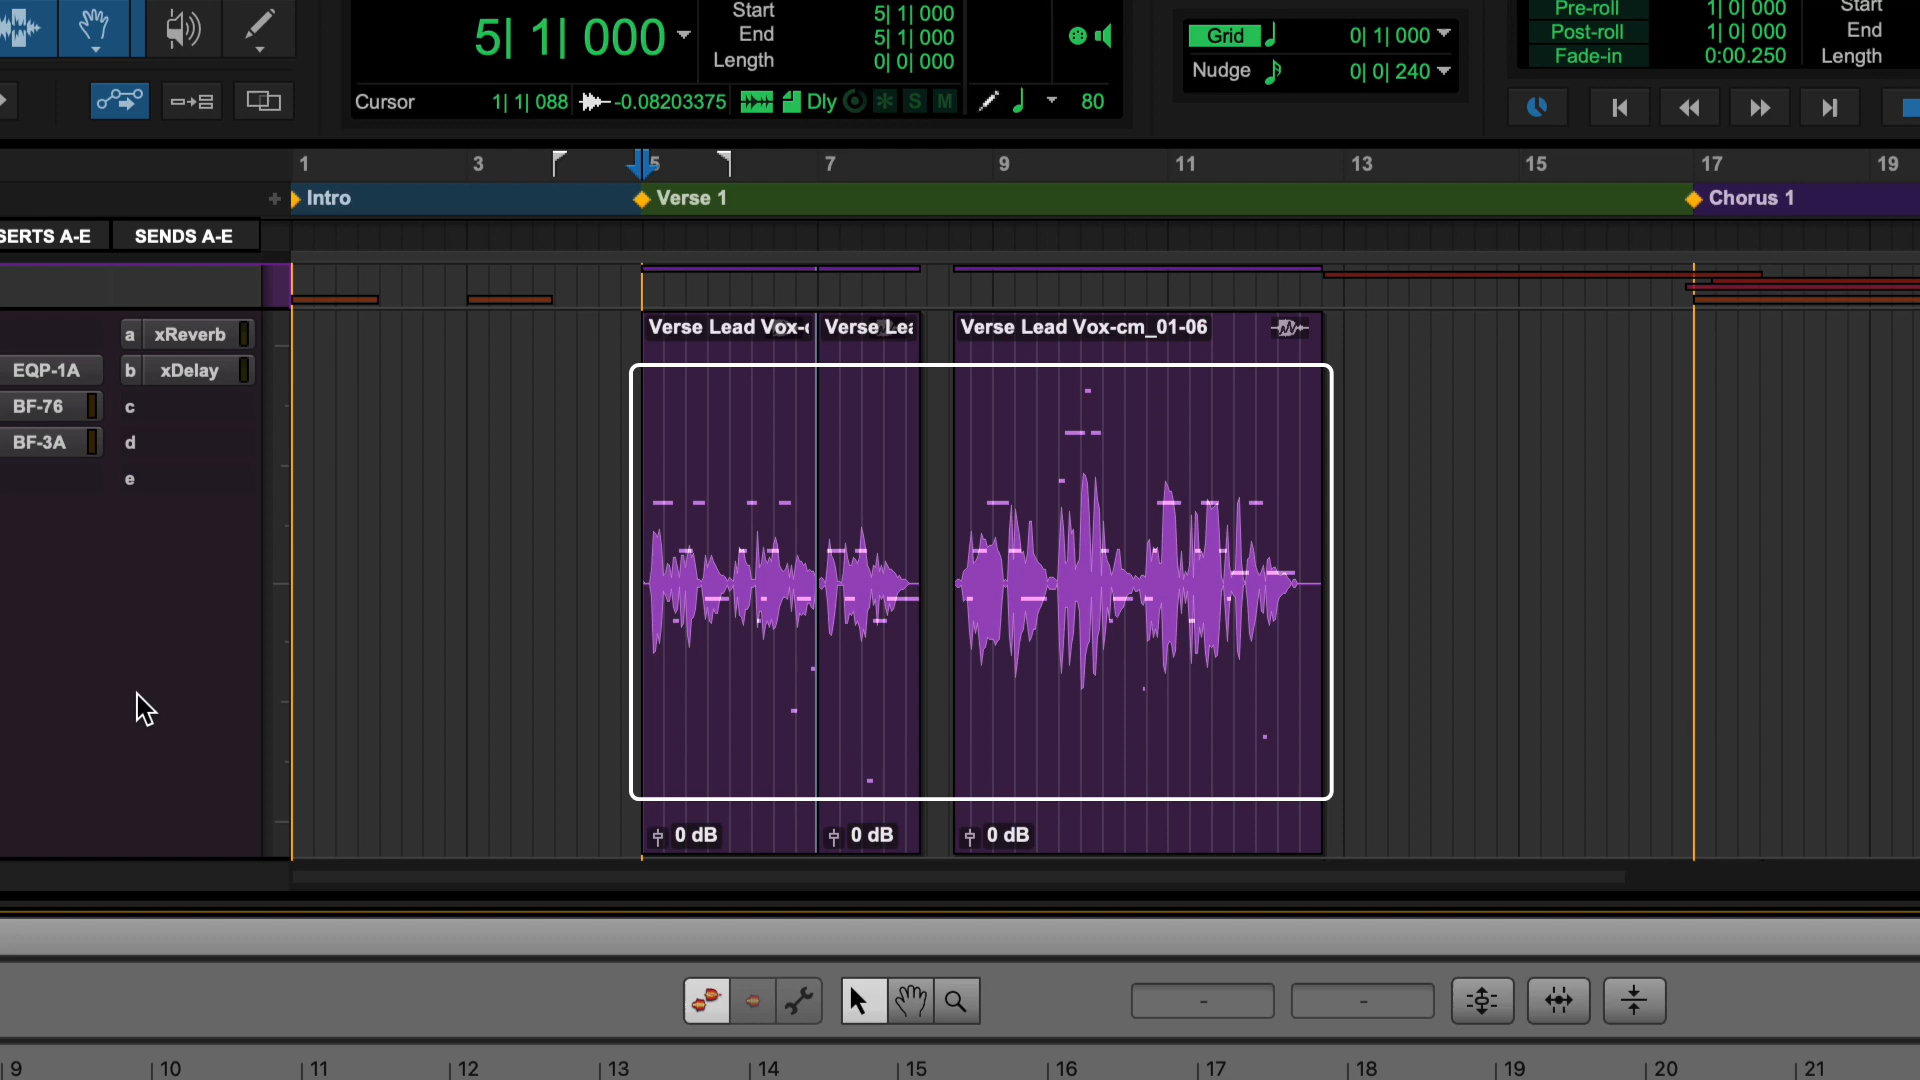 5| 1| 000
Start 5| 1| 000
End 5| 1| 000
Length 0| 0| 000
Cursor 1| 1| 088 -0.08203375 Dly S M 80
Grid 0| 1| 000
Nudge 0| 0| 240
Pre-roll 1| 0| 000 Start
Post-roll 1| 0| 000 End
Fade-in 0:00.250 Length
1 3 5 7 9 11 13 15 17 19
Intro Verse 1 Chorus 1
SERTS A-E SENDS A-E
Verse Lead Vox- Verse Lea Verse Lead Vox-cm_01-06
a xReverb
EQP-1A b xDelay
BF-76 c
BF-3A d
e
0 dB 0 dB 0 dB
- -
9 10 11 12 13 14 15 16 17 18 19 20 21